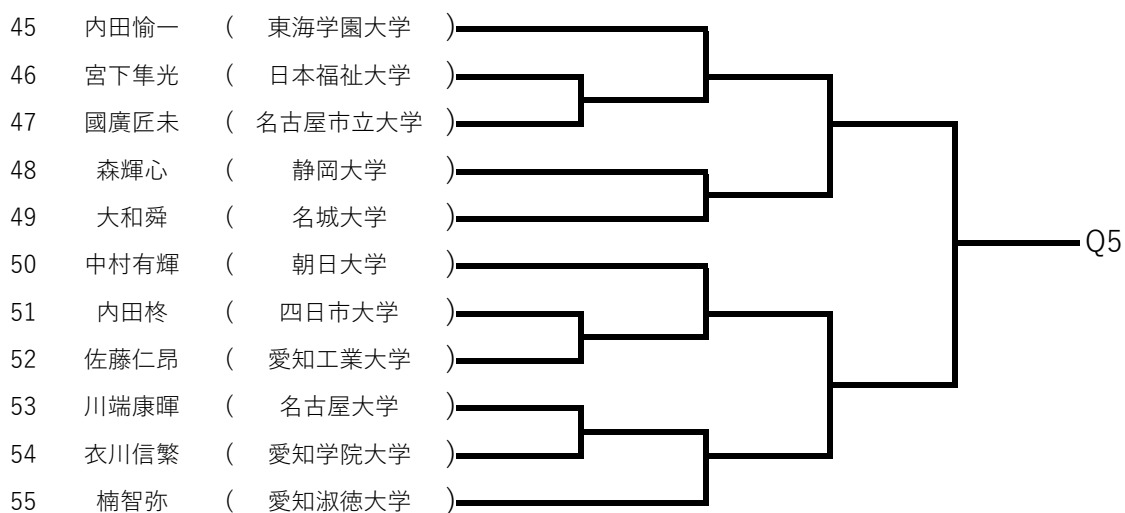 45 内田愉一 ( 東海学園大学 )
46 宮下隼光 ( 日本福祉大学 )
47 國廣匠未 ( 名古屋市立大学 )
48 森輝心 ( 静岡大学 )
49 大和舜 ( 名城大学 )
50 中村有輝 ( 朝日大学 )
51 内田柊 ( 四日市大学 )
52 佐藤仁昂 ( 愛知工業大学 )
53 川端康暉 ( 名古屋大学 )
54 衣川信繁 ( 愛知学院大学 )
55 楠智弥 ( 愛知淑徳大学 )
Q5